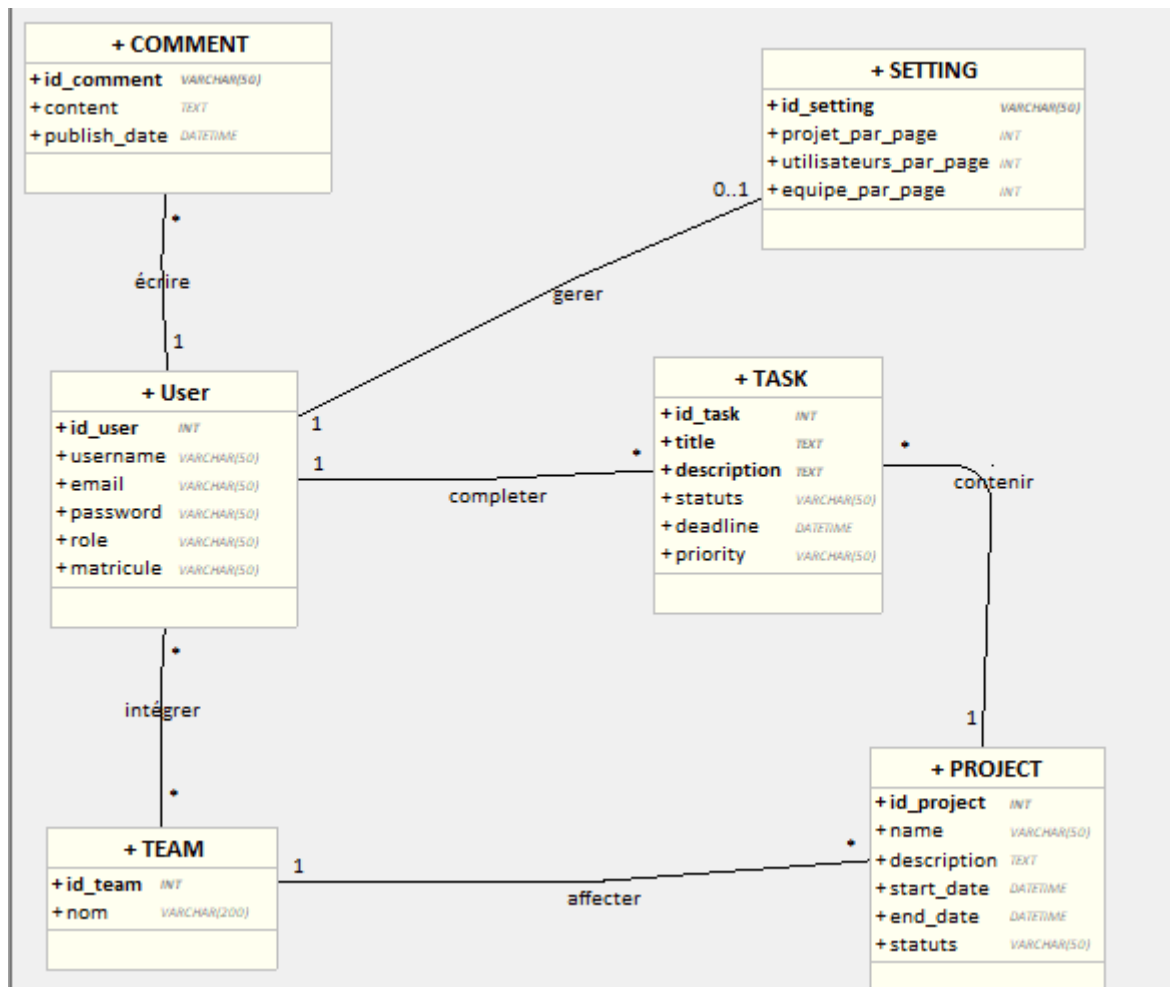 + COMMENT
+id_comment VARCHAR(50)
+content TEXT
+publish_date DATETIME
*
écrire
1
+ SETTING
+id_setting VARCHAR(50)
+projet_par_page INT
+utilisateurs_par_page INT
+equipe_par_page INT
0..1
gerer
1
+ User
+id_user INT
+username VARCHAR(50)
+email VARCHAR(50)
+password VARCHAR(50)
+role VARCHAR(50)
+matricule VARCHAR(50)
1
completer
*
+ TASK
+id_task INT
+title TEXT
+description TEXT
+statuts VARCHAR(50)
+deadline DATETIME
+priority VARCHAR(50)
*
contenir
1
*
intégrer
*
+ TEAM
+id_team INT
+nom VARCHAR(200)
1
affecter
*
+ PROJECT
+id_project INT
+name VARCHAR(50)
+description TEXT
+start_date DATETIME
+end_date DATETIME
+statuts VARCHAR(50)